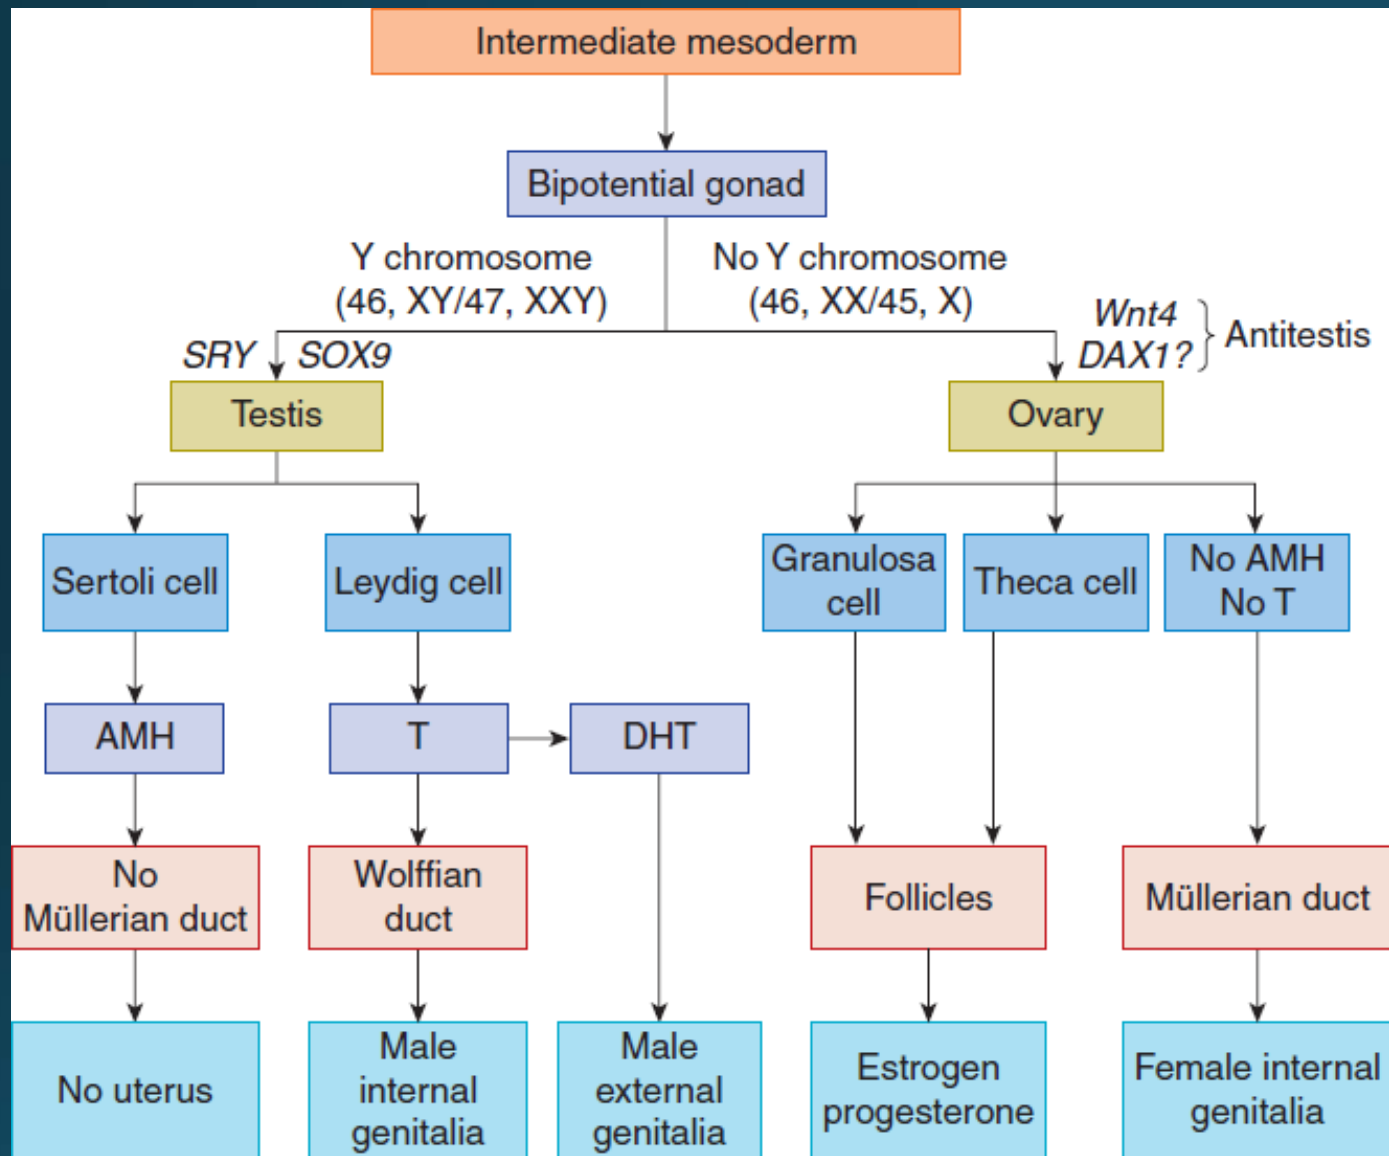 Intermediate mesoderm
Bipotential gonad
Y chromosome
(46, XY/47, XXY)
No Y chromosome
(46, XX/45, X)
SRY SOX9
Wnt4
DAX1?
Antitestis
Testis
Ovary
Sertoli cell
Leydig cell
Granulosa
cell
Theca cell
No AMH
No T
AMH
T
DHT
No
Müllerian duct
Wolffian
duct
Follicles
Müllerian duct
No uterus
Male
internal
genitalia
Male
external
genitalia
Estrogen
progesterone
Female internal
genitalia